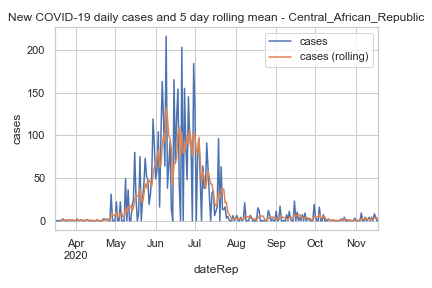 New COVID-19 daily cases and 5 day rolling mean - Central_African_Republic
cases
cases (rolling)
cases
200
150
100
50
0
Apr May Jun Jul Aug Sep Oct Nov
2020
dateRep